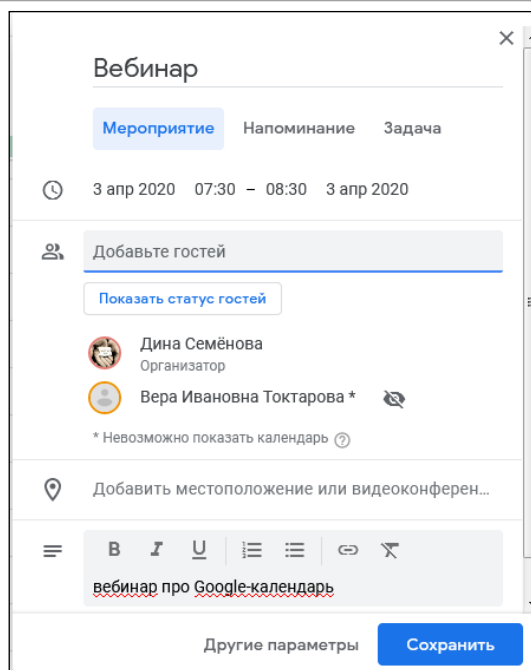 Вебинар
Мероприятие Напоминание Задача
3 апр 2020 07:30 – 08:30 3 апр 2020
Добавьте гостей
Показать статус гостей
Дина Семёнова
Организатор
Вера Ивановна Токтарова *
* Невозможно показать календарь ?
Добавить местоположение или видеоконферен...
B I U
вебинар про Google-календарь
Другие параметры Сохранить